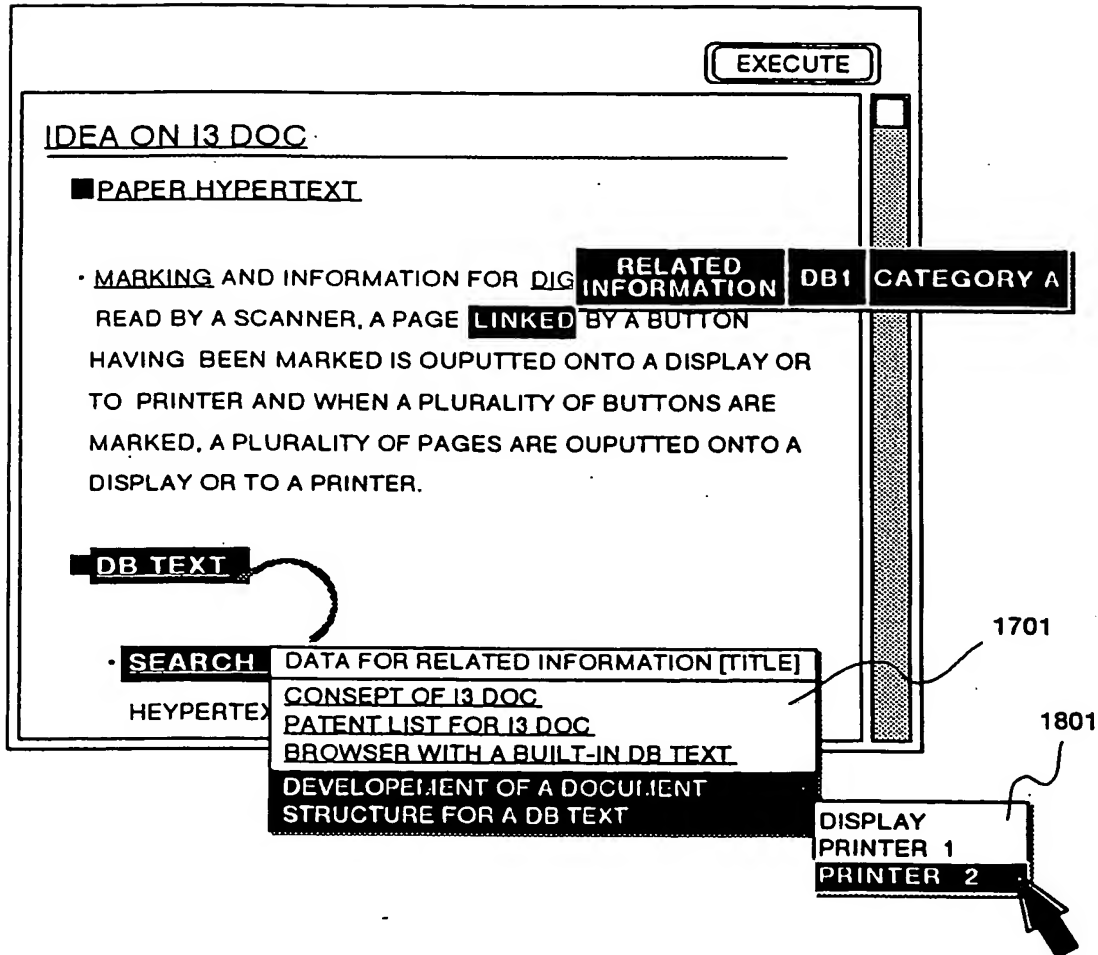 EXECUTE
IDEA ON I3 DOC
PAPER HYPERTEXT
· MARKING AND INFORMATION FOR DIG
RELATED INFORMATION DB1 CATEGORY A
READ BY A SCANNER, A PAGE LINKED BY A BUTTON
HAVING BEEN MARKED IS OUPUTTED ONTO A DISPLAY OR
TO PRINTER AND WHEN A PLURALITY OF BUTTONS ARE
MARKED, A PLURALITY OF PAGES ARE OUPUTTED ONTO A
DISPLAY OR TO A PRINTER.
DB TEXT
1701
· SEARCH
DATA FOR RELATED INFORMATION [TITLE]
HEYPERTEX
CONSEPT OF I3 DOC
PATENT LIST FOR I3 DOC
BROWSER WITH A BUILT-IN DB TEXT
DEVELOPEMENT OF A DOCUMENT
STRUCTURE FOR A DB TEXT
1801
DISPLAY
PRINTER 1
PRINTER 2